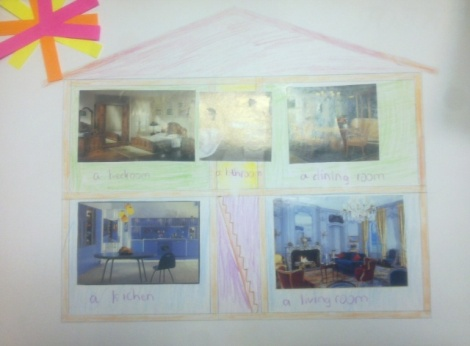 a bedroom
a bathroom
a dining room
a kitchen
a living room